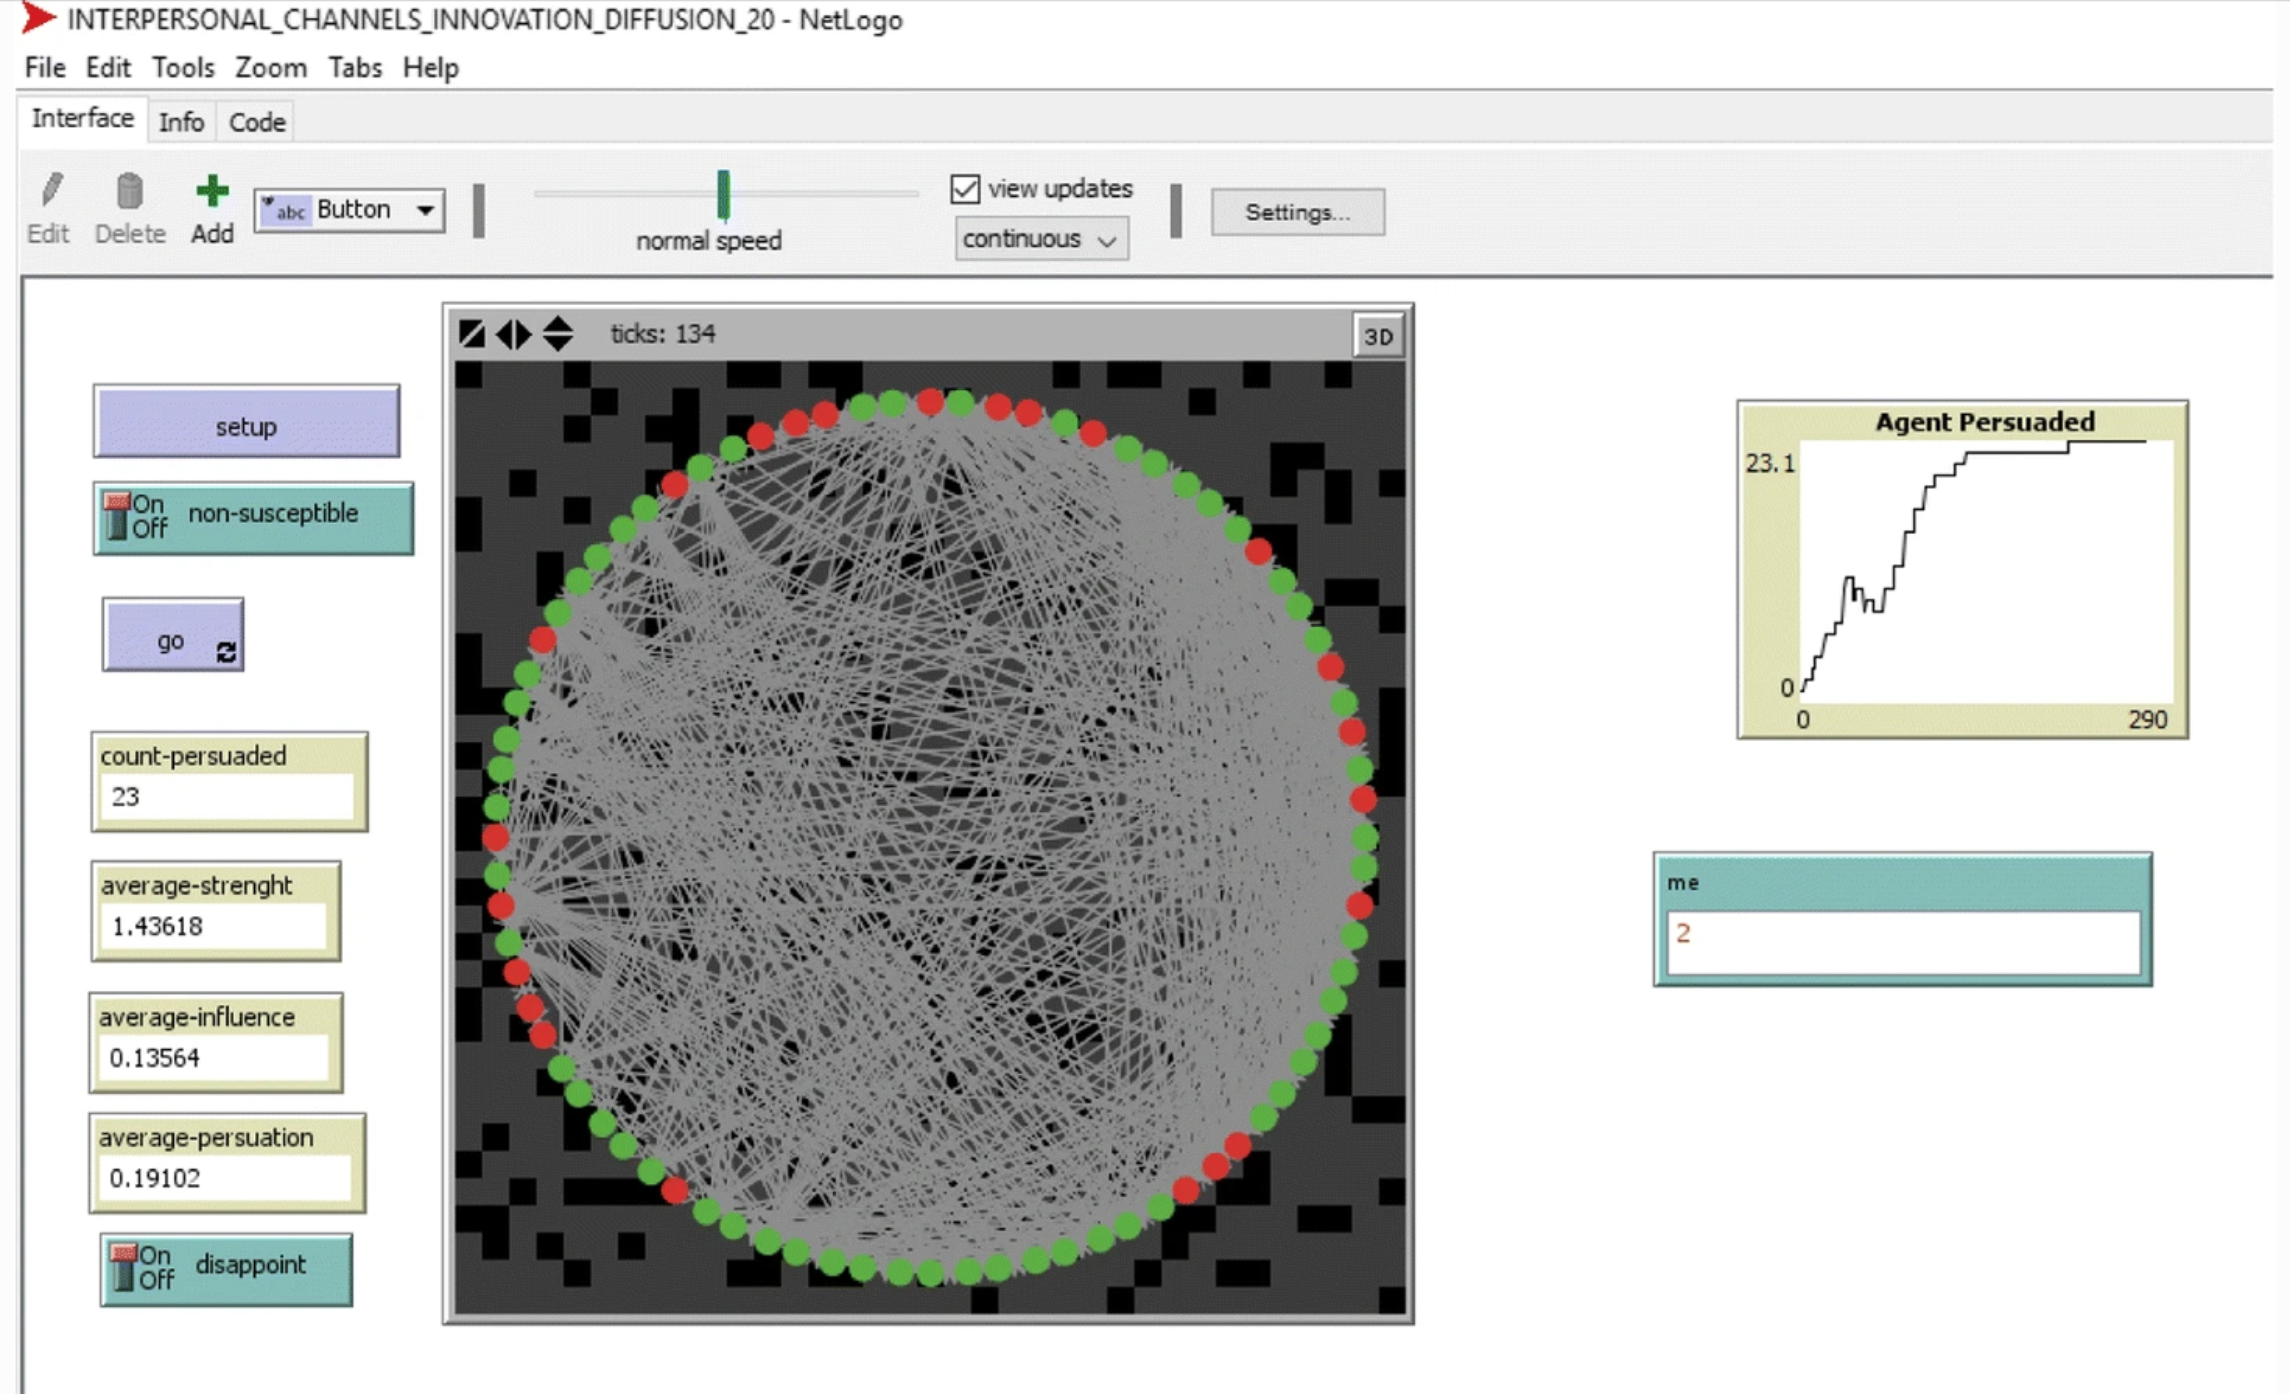 INTERPERSONAL_CHANNELS_INNOVATION_DIFFUSION_20 - NetLogo
File Edit Tools Zoom Tabs Help
Interface Info Code
Edit Delete Add
abc Button
normal speed
view updates
continuous
Settings...
ticks: 134
3D
setup
On
Off
non-susceptible
go
count-persuaded
23
average-strenght
1.43618
average-influence
0.13564
average-persuation
0.19102
On
Off
disappoint
Agent Persuaded
23.1
0
0 290
me
2